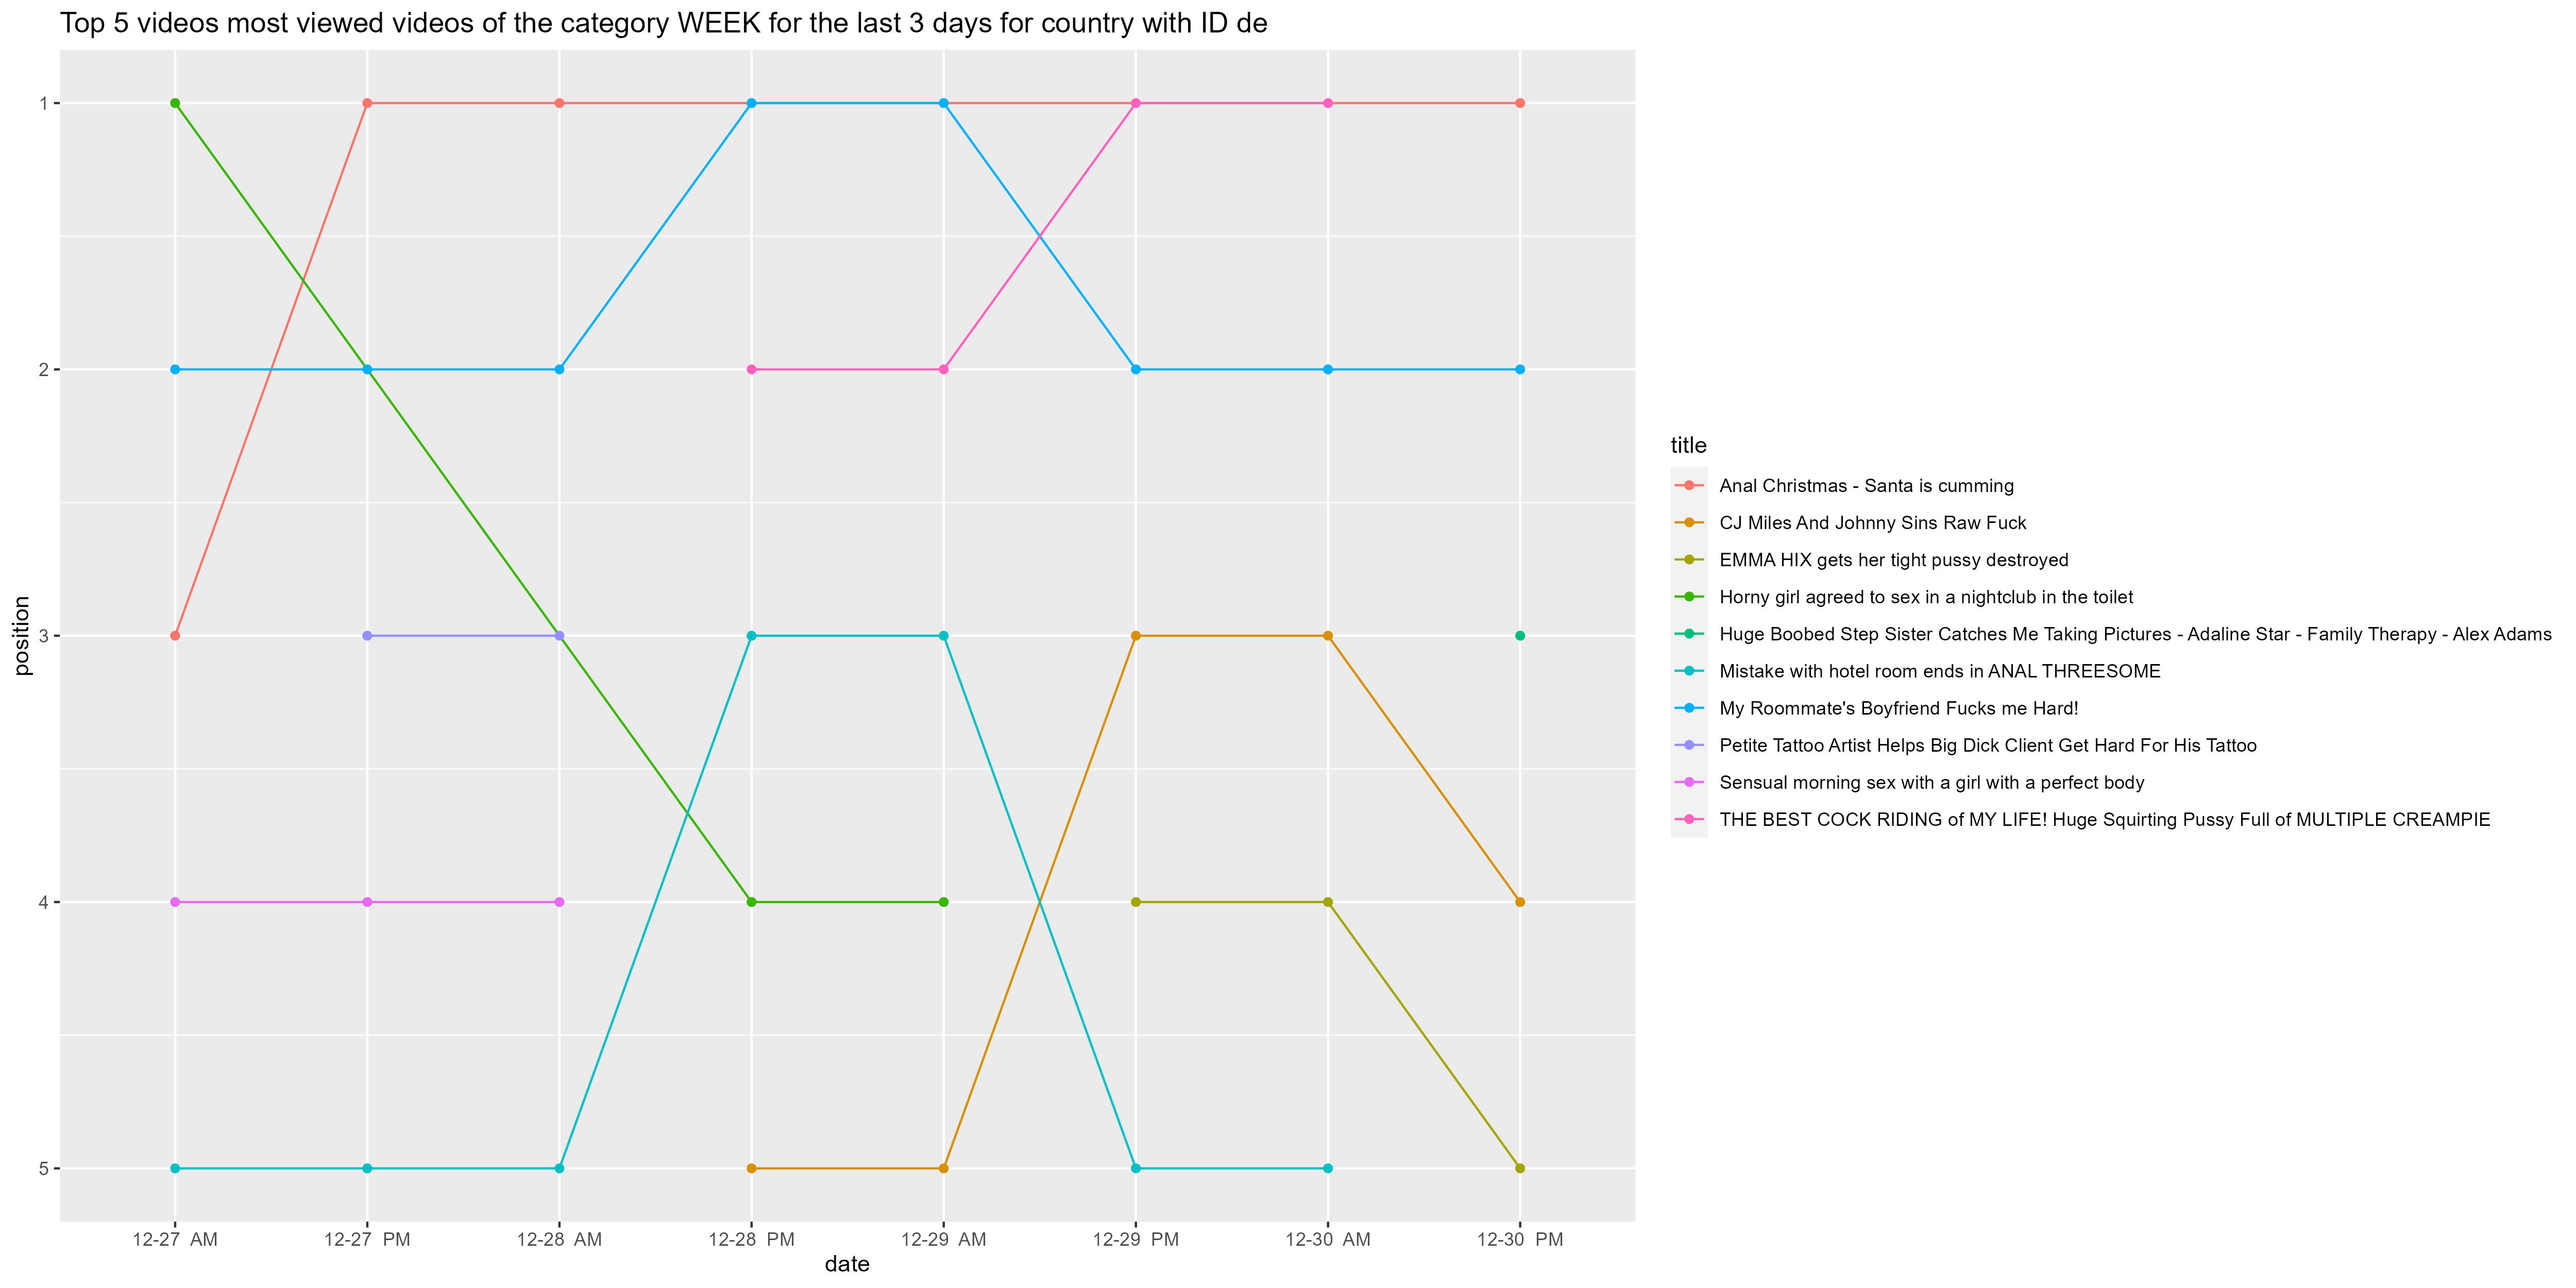 Top 5 videos most viewed videos of the category WEEK for the last 3 days for country with ID de
position
1
2
3
4
5
12-27 AM
12-27 PM
12-28 AM
12-28 PM
12-29 AM
12-29 PM
12-30 AM
12-30 PM
date
title
Anal Christmas - Santa is cumming
CJ Miles And Johnny Sins Raw Fuck
EMMA HIX gets her tight pussy destroyed
Horny girl agreed to sex in a nightclub in the toilet
Huge Boobed Step Sister Catches Me Taking Pictures - Adaline Star - Family Therapy - Alex Adams
Mistake with hotel room ends in ANAL THREESOME
My Roommate's Boyfriend Fucks me Hard!
Petite Tattoo Artist Helps Big Dick Client Get Hard For His Tattoo
Sensual morning sex with a girl with a perfect body
THE BEST COCK RIDING of MY LIFE! Huge Squirting Pussy Full of MULTIPLE CREAMPIE